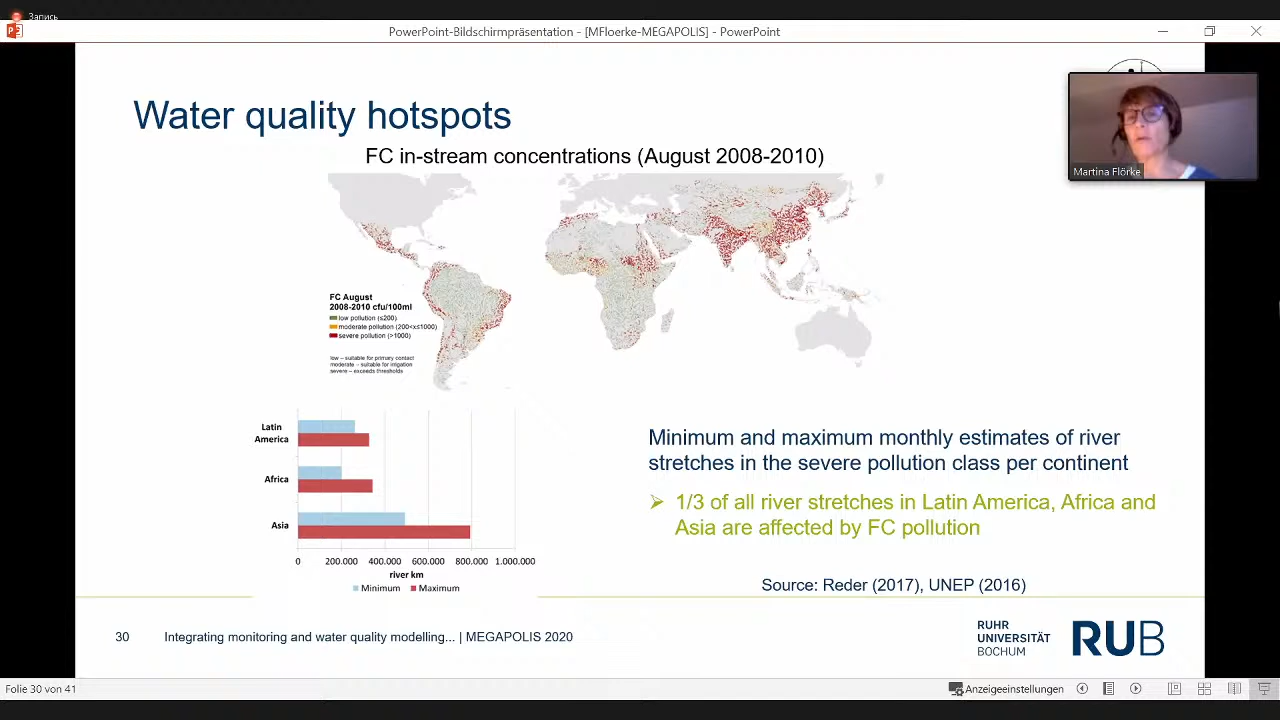 Запись
PowerPoint-Bildschirmpräsentation - [MFloerke-MEGAPOLIS] - PowerPoint
Water quality hotspots
FC in-stream concentrations (August 2008-2010)
Martina Flörke
FC August
2008-2010 cfu/100ml
low pollution (≤200)
moderate pollution (200<x≤1000)
severe pollution (>1000)
low – suitable for primary contact
moderate – suitable for irrigation
severe – exceeds thresholds
Latin
America
Africa
Asia
0 200.000 400.000 600.000 800.000 1.000.000
river km
Minimum Maximum
Minimum and maximum monthly estimates of river
stretches in the severe pollution class per continent
➢ 1/3 of all river stretches in Latin America, Africa and
Asia are affected by FC pollution
Source: Reder (2017), UNEP (2016)
30 Integrating monitoring and water quality modelling... | MEGAPOLIS 2020
RUHR
UNIVERSITÄT
BOCHUM
RUB
Folie 30 von 41
Anzeigeeinstellungen